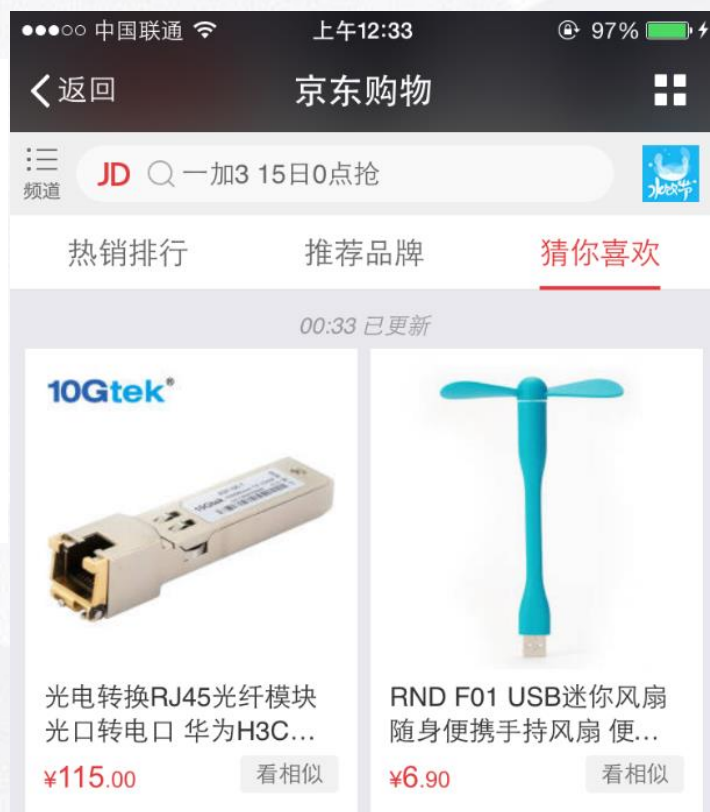 中国联通
上午12:33
97%
返回
京东购物
频道
JD
一加3 15日0点抢
热销排行
推荐品牌
猜你喜欢
00:33 已更新
10Gtek®
光电转换RJ45光纤模块
光口转电口 华为H3C...
¥115.00
看相似
RND F01 USB迷你风扇
随身便携手持风扇 便...
¥6.90
看相似